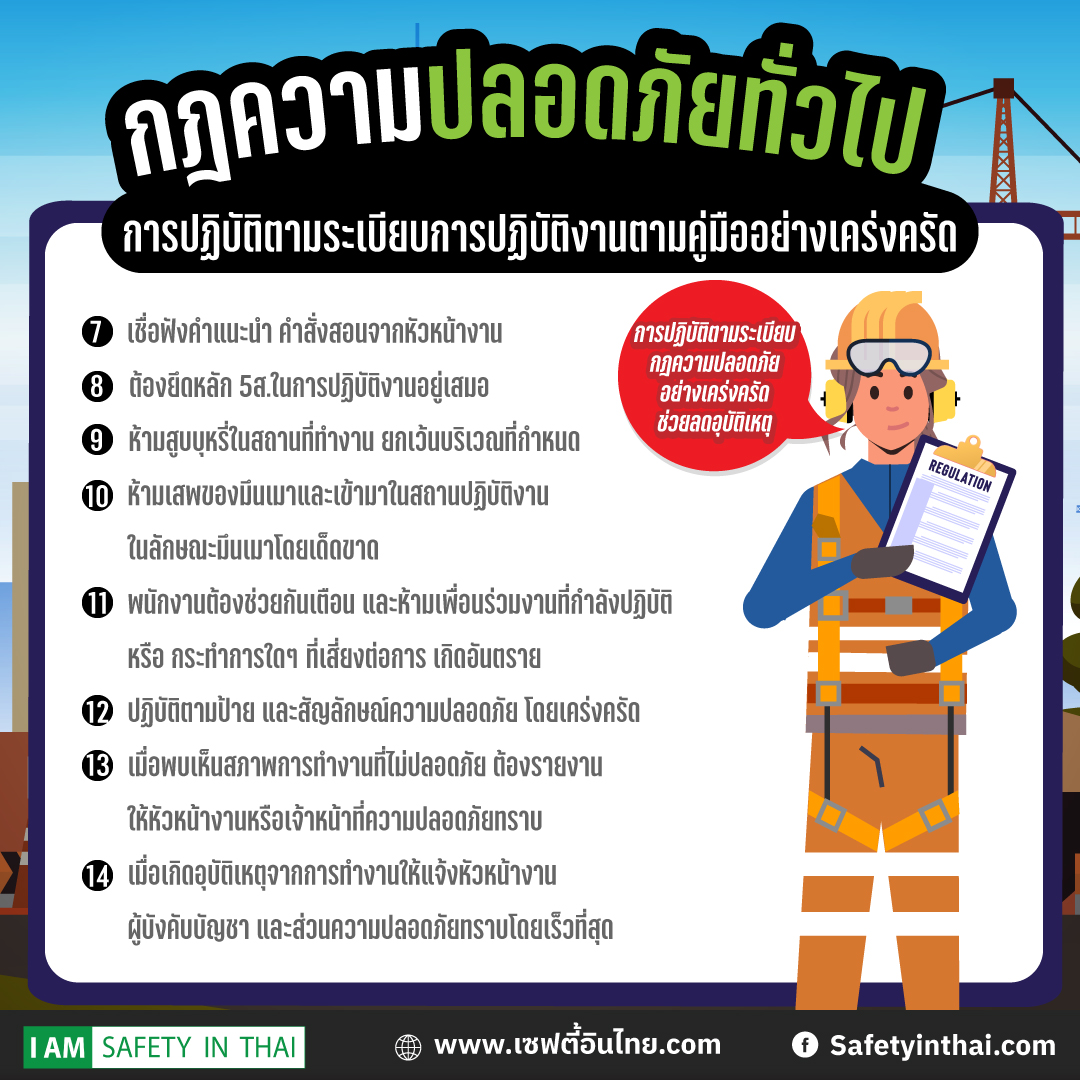 กฎความปลอดภัยทั่วไป
การปฏิบัติตามระเบียบการปฏิบัติงานตามคู่มืออย่างเคร่งครัด
7 เชื่อฟังคำแนะนำ คำสั่งสอนจากหัวหน้างาน
8 ต้องยึดหลัก 5ส.ในการปฏิบัติงานอยู่เสมอ
9 ห้ามสูบบุหรี่ในสถานที่ทำงาน ยกเว้นบริเวณที่กำหนด
10 ห้ามเสพของมึนเมาและเข้ามาในสถานปฏิบัติงาน
ในลักษณะมึนเมาโดยเด็ดขาด
11 พนักงานต้องช่วยกันเตือน และห้ามเพื่อนร่วมงานที่กำลังปฏิบัติ
หรือ กระทำการใดๆ ที่เสี่ยงต่อการ เกิดอันตราย
12 ปฏิบัติตามป้าย และสัญลักษณ์ความปลอดภัย โดยเคร่งครัด
13 เมื่อพบเห็นสภาพการทำงานที่ไม่ปลอดภัย ต้องรายงาน
ให้หัวหน้างานหรือเจ้าหน้าที่ความปลอดภัยทราบ
14 เมื่อเกิดอุบัติเหตุจากการทำงานให้แจ้งหัวหน้างาน
ผู้บังคับบัญชา และส่วนความปลอดภัยทราบโดยเร็วที่สุด
การปฏิบัติตามระเบียบ
กฎความปลอดภัย
อย่างเคร่งครัด
ช่วยลดอุบัติเหตุ
REGULATION
I AM SAFETY IN THAI
www.เซฟตี้อินไทย.com
Safetyinthai.com